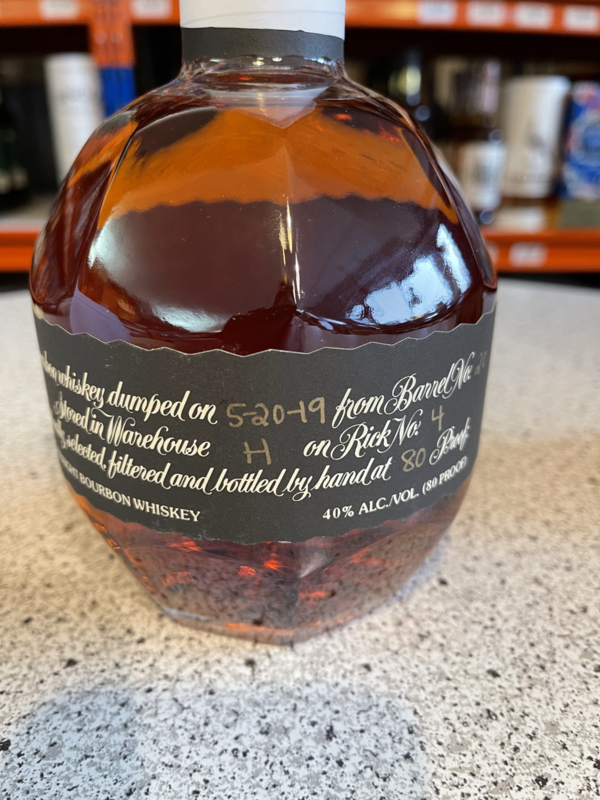 whiskey dumped on 5-20-19 from Barrel No:
Stored in Warehouse H on Rick No: 4
selected, filtered and bottled by hand at 80 Proof.
BOURBON WHISKEY 40% ALC./VOL. (80 PROOF)